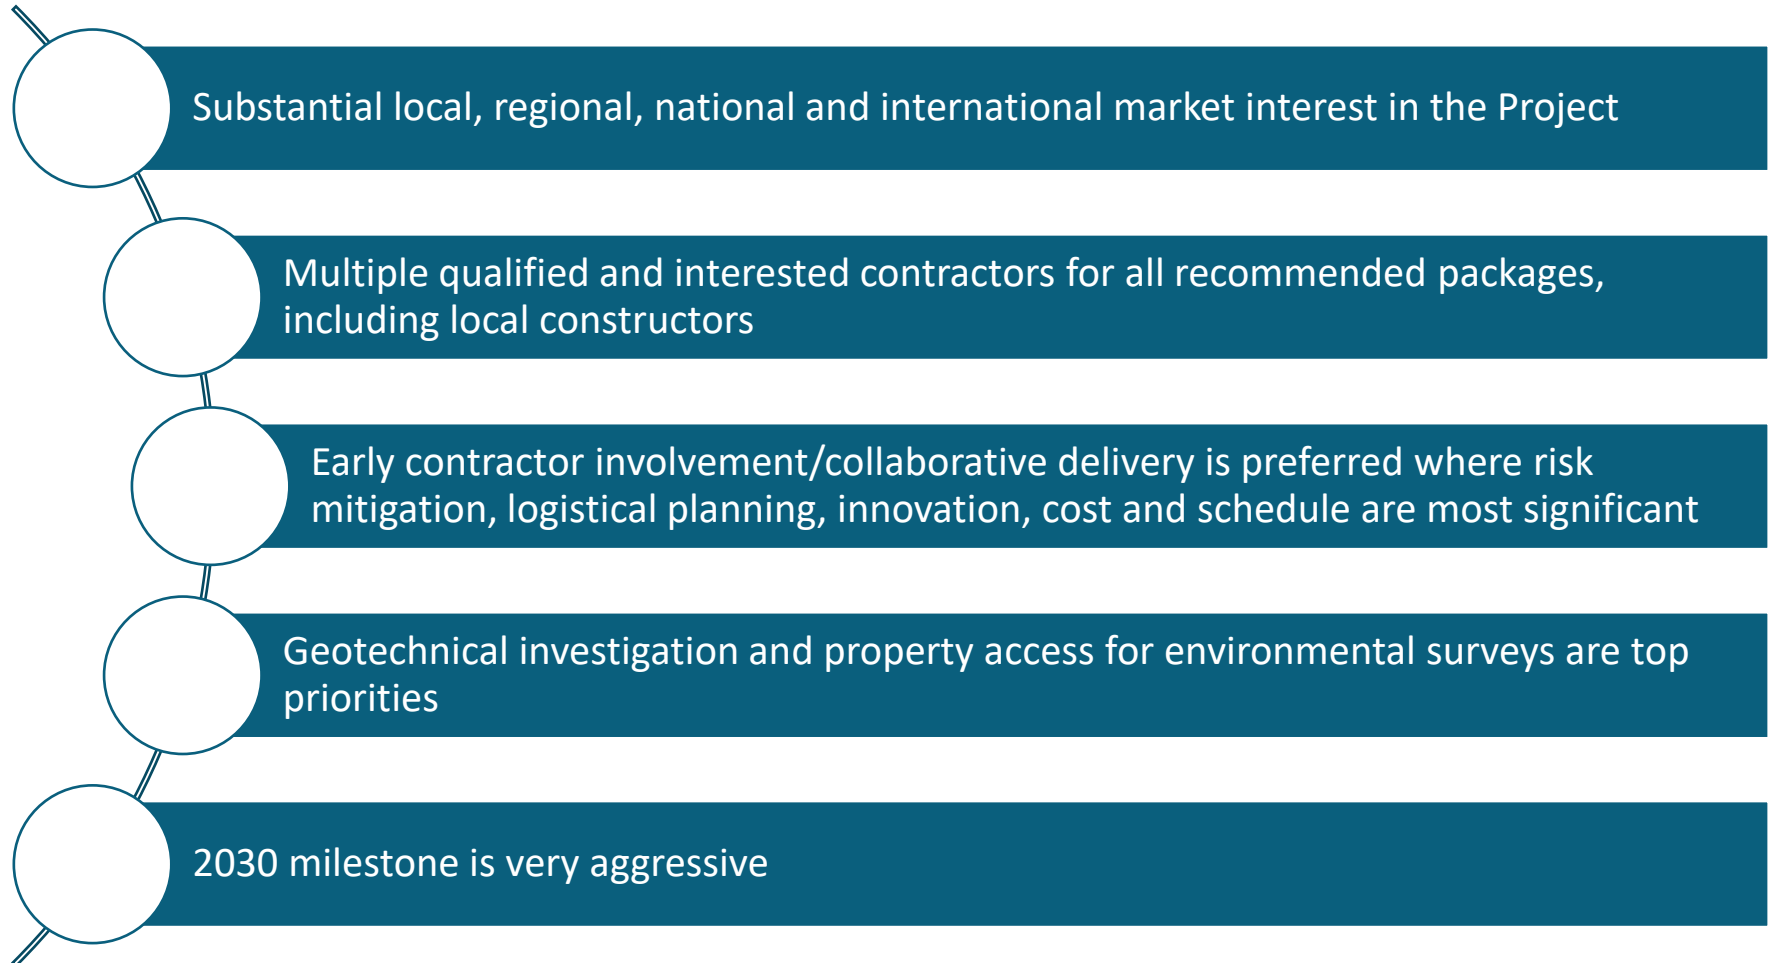 Substantial local, regional, national and international market interest in the Project
Multiple qualified and interested contractors for all recommended packages,
including local constructors
Early contractor involvement/collaborative delivery is preferred where risk
mitigation, logistical planning, innovation, cost and schedule are most significant
Geotechnical investigation and property access for environmental surveys are top
priorities
2030 milestone is very aggressive